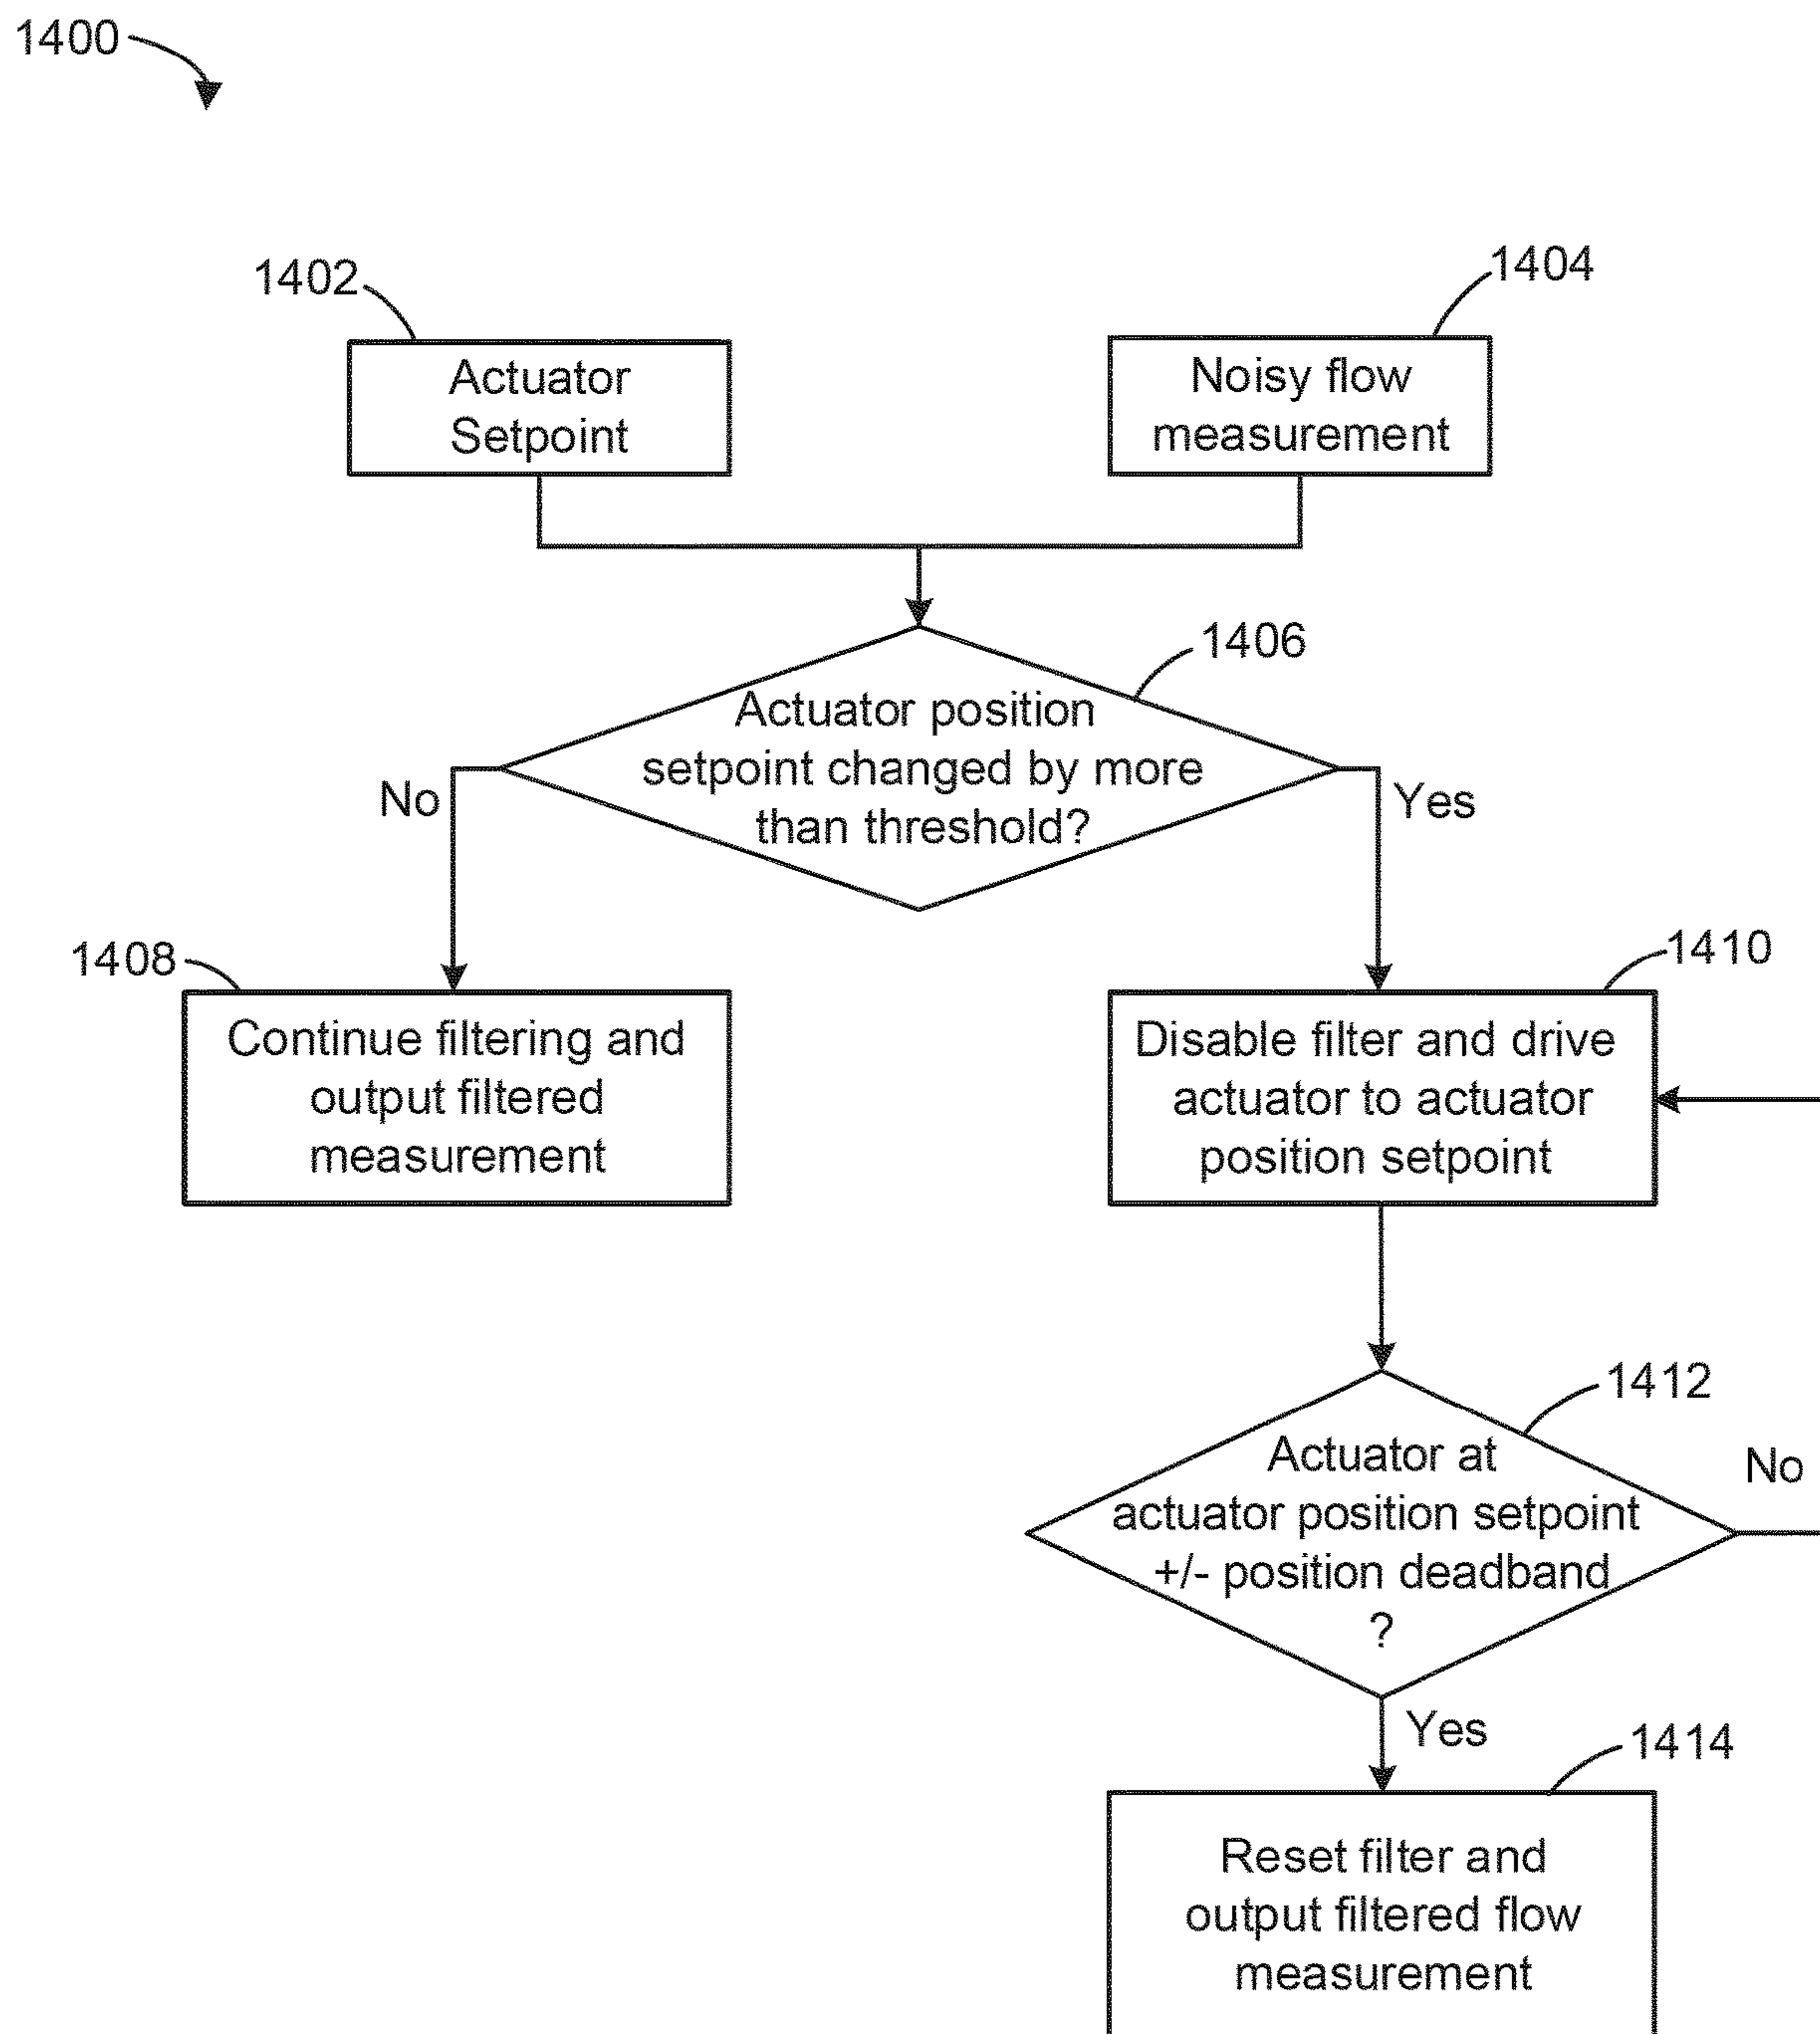 1400
1402
1404
Actuator
Setpoint
Noisy flow
measurement
1406
Actuator position
setpoint changed by more
than threshold?
No
Yes
1408
1410
Continue filtering and
output filtered
measurement
Disable filter and drive
actuator to actuator
position setpoint
1412
Actuator at
actuator position setpoint
+/- position deadband
?
No
Yes
1414
Reset filter and
output filtered flow
measurement